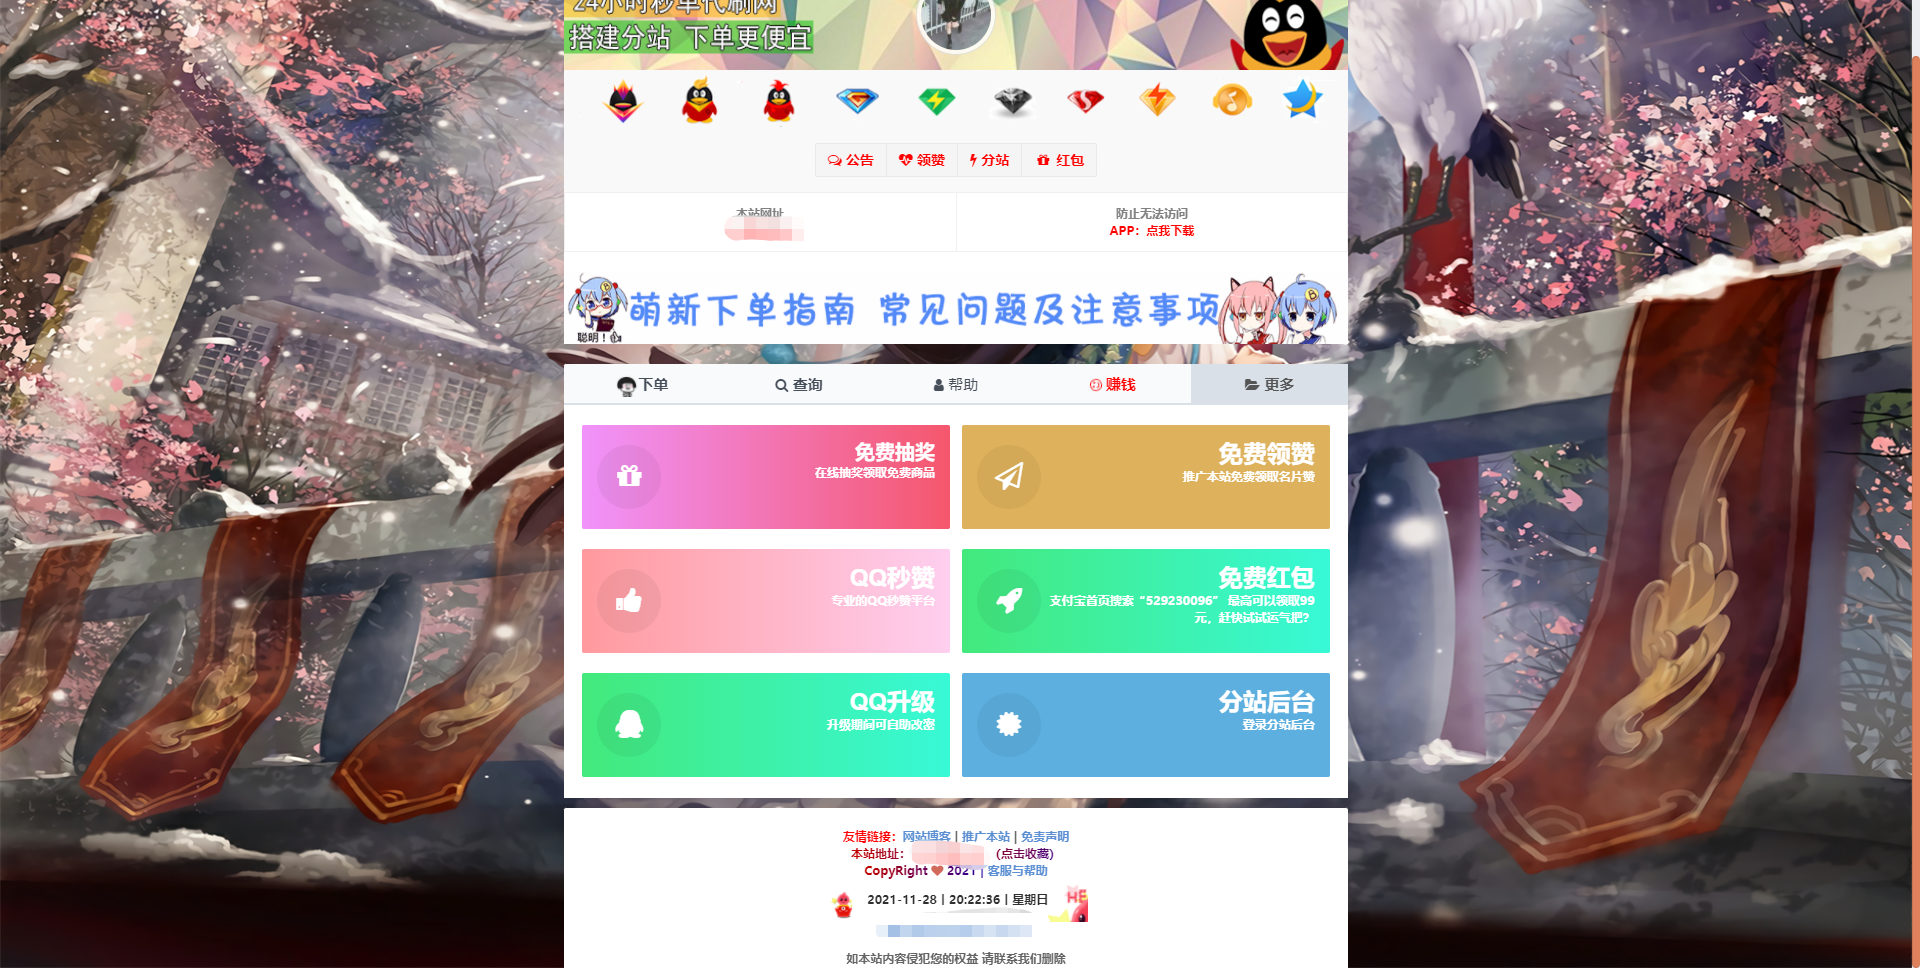 24小时秒单代刷网
搭建分站 下单更便宜
公告 领赞 分站 红包
本站网址
防止无法访问
APP：点我下载
萌新下单指南 常见问题及注意事项
聪明！
下单 查询 帮助 赚钱 更多
免费抽奖
在线抽奖领取免费商品
免费领赞
推广本站免费领取名片赞
QQ秒赞
专业的QQ秒赞平台
免费红包
支付宝首页搜索“529230096” 最高可以领取99
元，赶快试试运气把？
QQ升级
升级期间可自助改密
分站后台
登录分站后台
友情链接：网站博客 | 推广本站 | 免责声明
本站地址： (点击收藏)
CopyRight ❤ 2021 | 客服与帮助
2021-11-28丨20:22:36丨星期日
HE
如本站内容侵犯您的权益 请联系我们删除